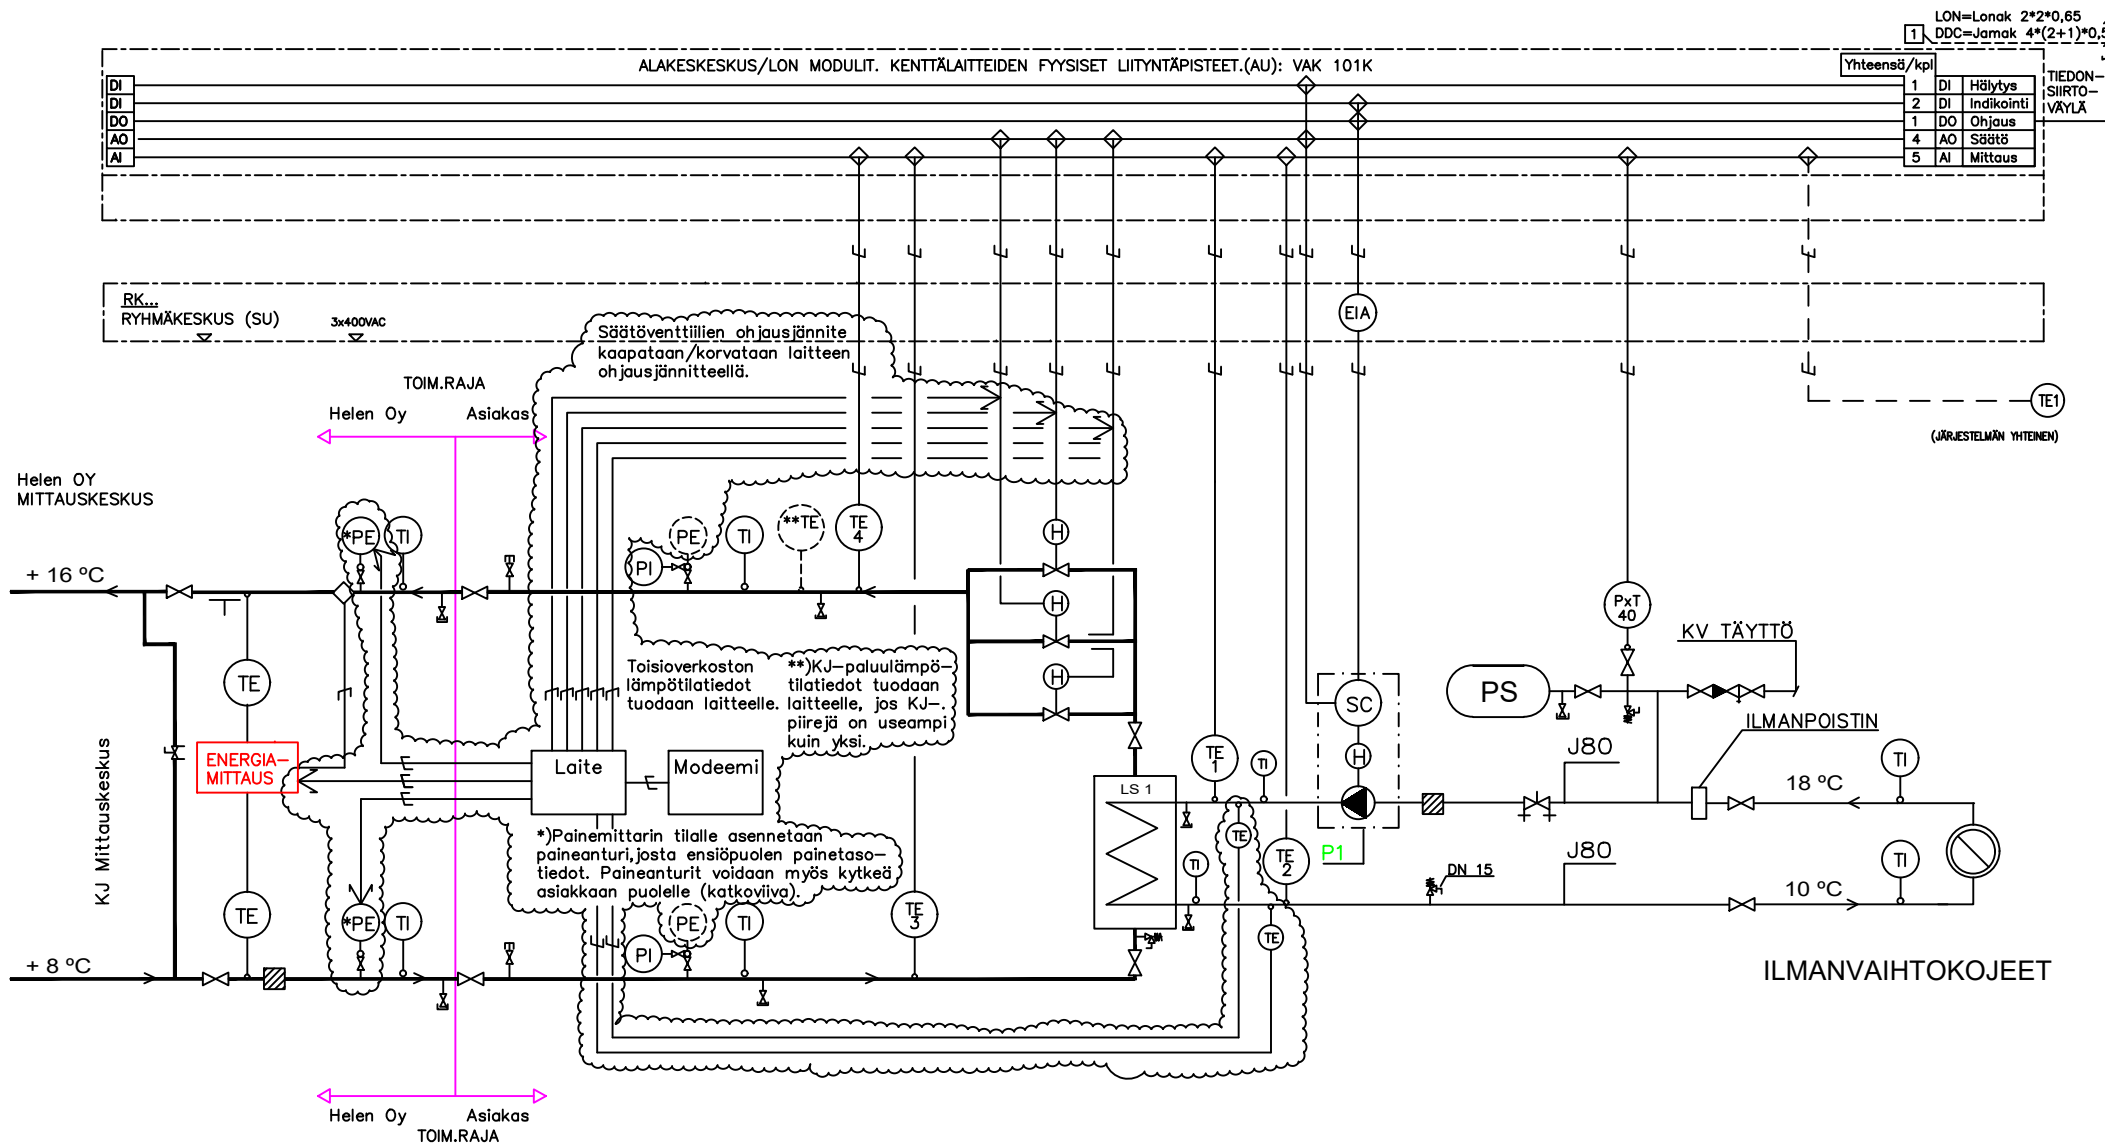 LON=Lonak 2*2*0,65
1
DDC=Jamak 4*(2+1)*0,5
ALAKESKESKUS/LON MODULIT. KENTTÄLAITTEIDEN FYYSISET LIITYNTÄPISTEET.(AU): VAK 101K
Yhteensä/kpl
DI
DI
DO
AO
AI
1 DI Hälytys
2 DI Indikointi
1 DO Ohjaus
4 AO Säätö
5 AI Mittaus
TIEDON-
SIIRTO-
VÄYLÄ
RK...
RYHMÄKESKUS (SU)
3x400VAC
EIA
Säätöventtiilien ohjausjännite
kaapataan/korvataan laitteen
ohjausjännitteellä.
TOIM.RAJA
Helen Oy
Asiakas
TE1
(JÄRJESTELMÄN YHTEINEN)
Helen OY
MITTAUSKESKUS
*PE
TI
PE
TI
**TE
TE
4
H
PI
+ 16 ºC
H
PxT
40
KV TÄYTTÖ
TE
Toisioverkoston
lämpötilatiedot
tuodaan laitteelle.
**)KJ-paluulämpö-
tilatiedot tuodaan
laitteelle, jos KJ-.
piirejä on useampi
kuin yksi.
H
PS
SC
ILMANPOISTIN
KJ Mittauskeskus
ENERGIA-
MITTAUS
Laite
Modeemi
TE
1
TI
H
J80
TI
LS 1
18 ºC
*)Painemittarin tilalle asennetaan
paineanturi,josta ensiöpuolen painetaso-
tiedot. Paineanturit voidaan myös kytkeä
asiakkaan puolelle (katkoviiva).
TE
P1
TI
TE
2
J80
TI
DN 15
10 ºC
TE
*PE
TI
PE
TI
TE
3
TE
PI
+ 8 ºC
ILMANVAIHTOKOJEET
Helen Oy
Asiakas
TOIM.RAJA